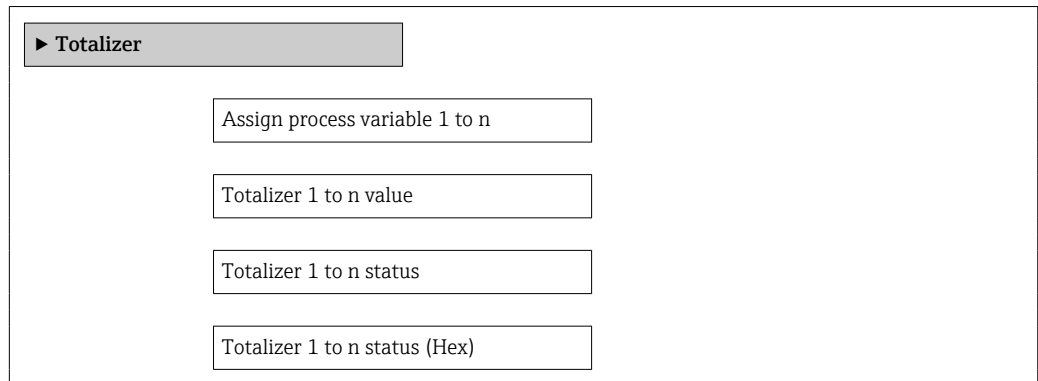 ► Totalizer
Assign process variable 1 to n
Totalizer 1 to n value
Totalizer 1 to n status
Totalizer 1 to n status (Hex)